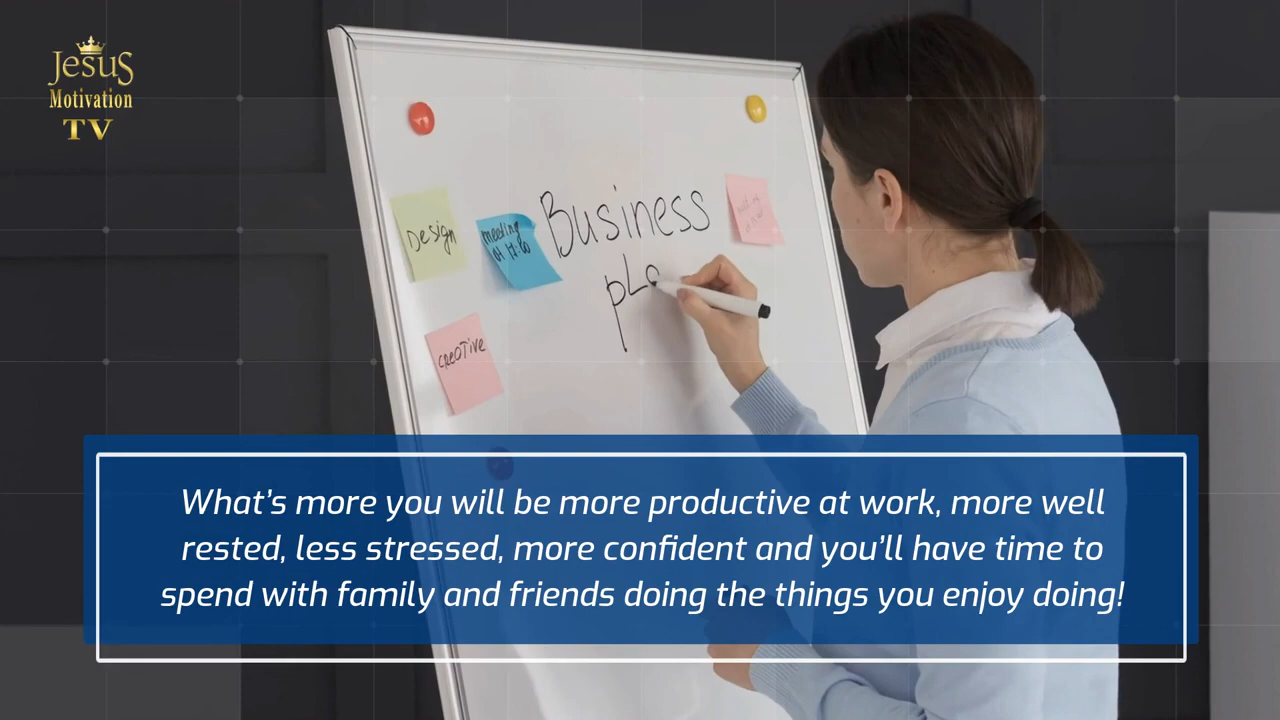 Jesus
Motivation
TV
Business
Design
meeting
creative
What's more you will be more productive at work, more well
rested, less stressed, more confident and you'll have time to
spend with family and friends doing the things you enjoy doing!